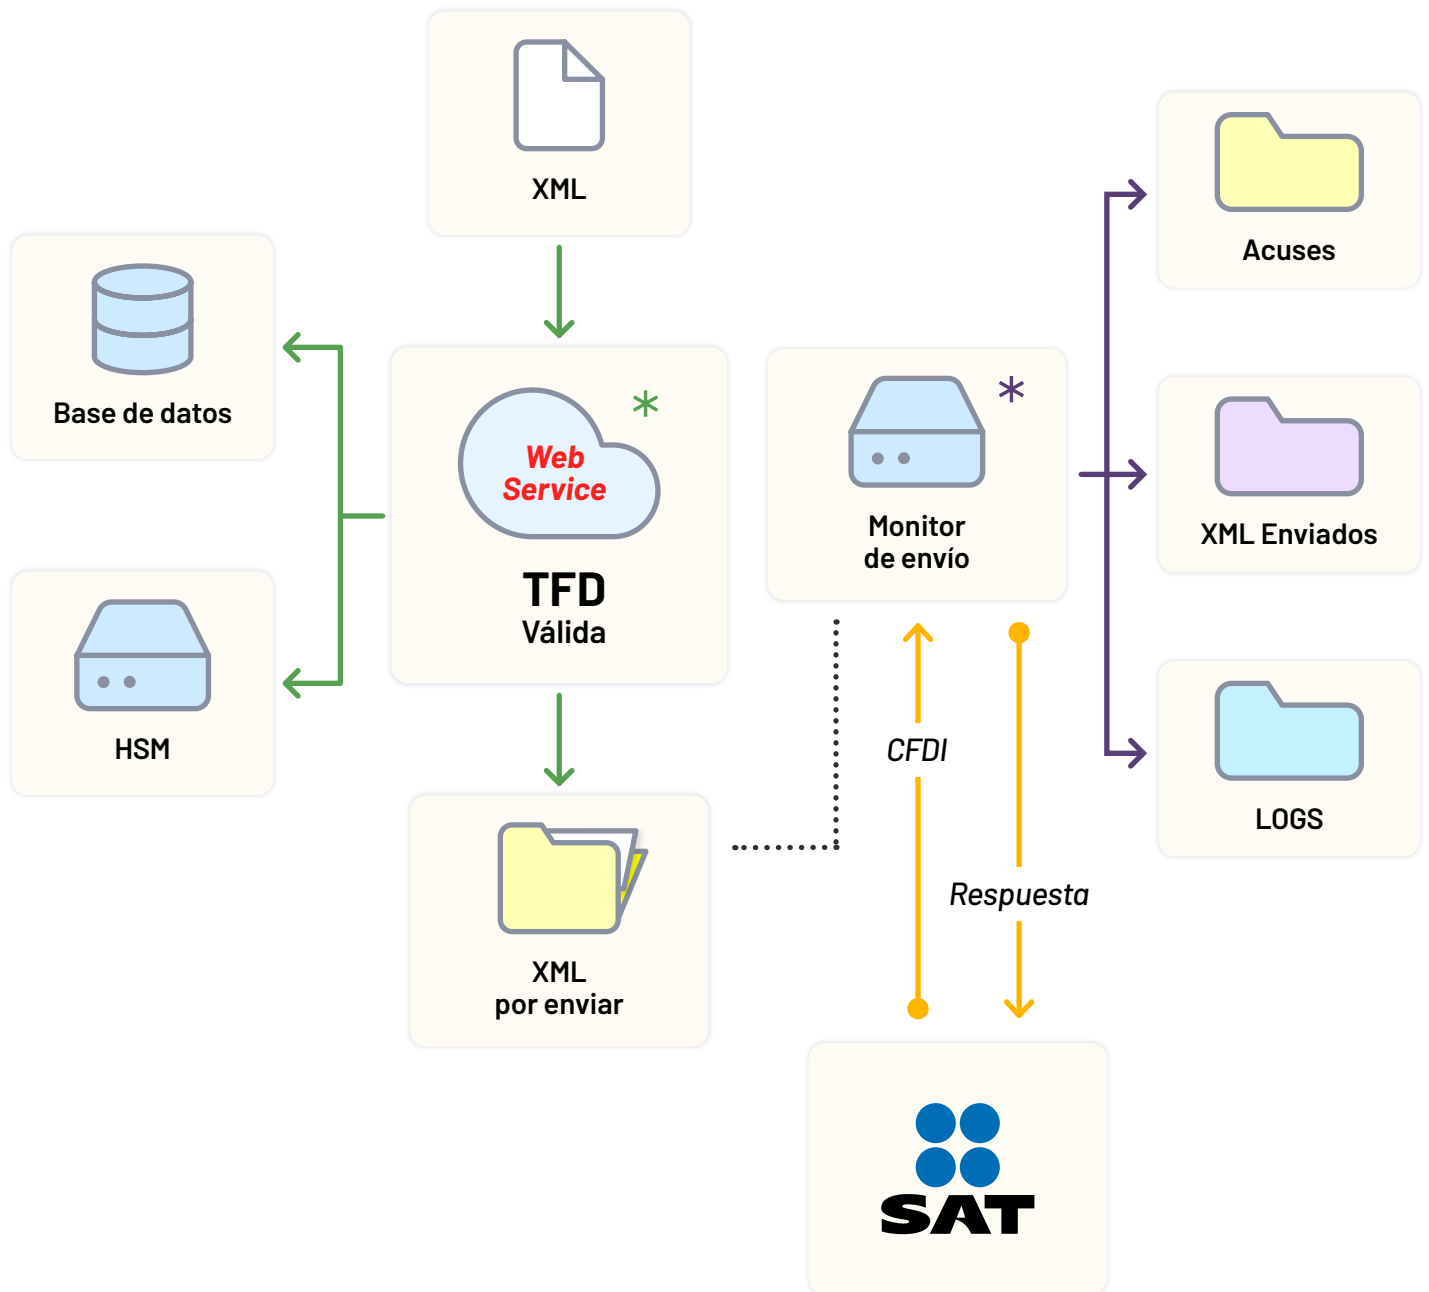 XML
Acuses
Base de datos
Web
Service
TFD
Válida
Monitor
de envío
XML Enviados
HSM
CFDI
LOGS
Respuesta
XML
por enviar
SAT